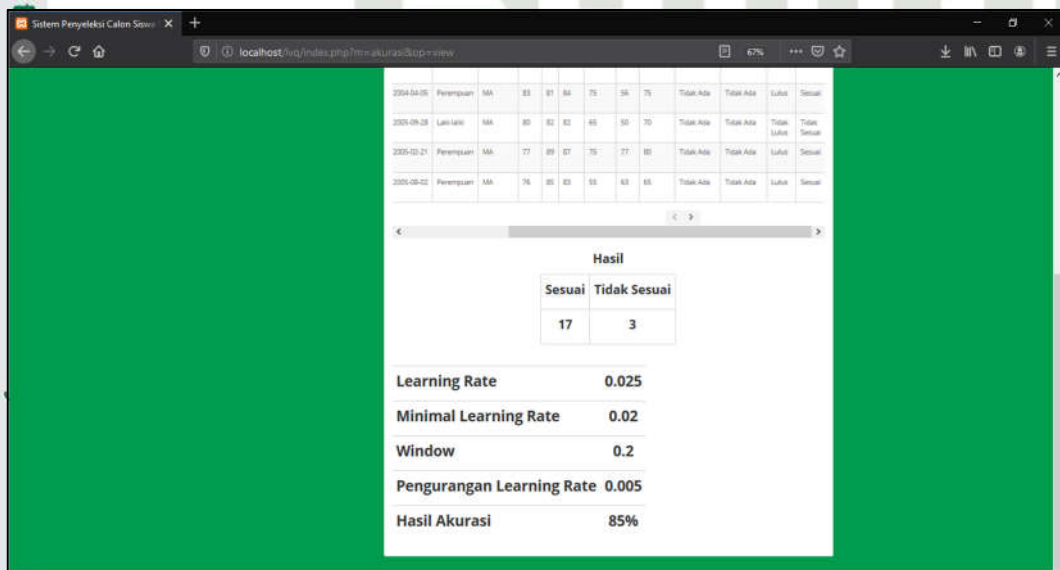 Sistem Penyeleksi Calon Siswa
localhost/lvq/index.php?m=akurasi&op=view
67%
2004-04-05 Perempuan MA 83 81 84 75 56 75 Tidak Ada Tidak Ada Lulus Sesuai
2005-09-28 Laki-laki MA 80 82 82 65 50 70 Tidak Ada Tidak Ada Tidak Lulus Tidak Sesuai
2005-02-21 Perempuan MA 77 89 87 75 77 80 Tidak Ada Tidak Ada Lulus Sesuai
2005-08-02 Perempuan MA 76 85 83 55 63 65 Tidak Ada Tidak Ada Lulus Sesuai
Hasil
Sesuai Tidak Sesuai
17 3
Learning Rate 0.025
Minimal Learning Rate 0.02
Window 0.2
Pengurangan Learning Rate 0.005
Hasil Akurasi 85%